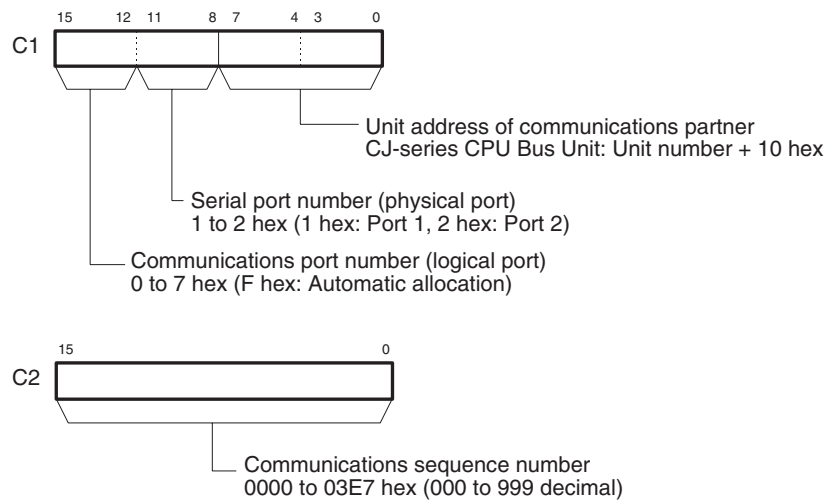 15 12 11 8 7 4 3 0
C1
Unit address of communications partner
CJ-series CPU Bus Unit: Unit number + 10 hex
Serial port number (physical port)
1 to 2 hex (1 hex: Port 1, 2 hex: Port 2)
Communications port number (logical port)
0 to 7 hex (F hex: Automatic allocation)
15 0
C2
Communications sequence number
0000 to 03E7 hex (000 to 999 decimal)